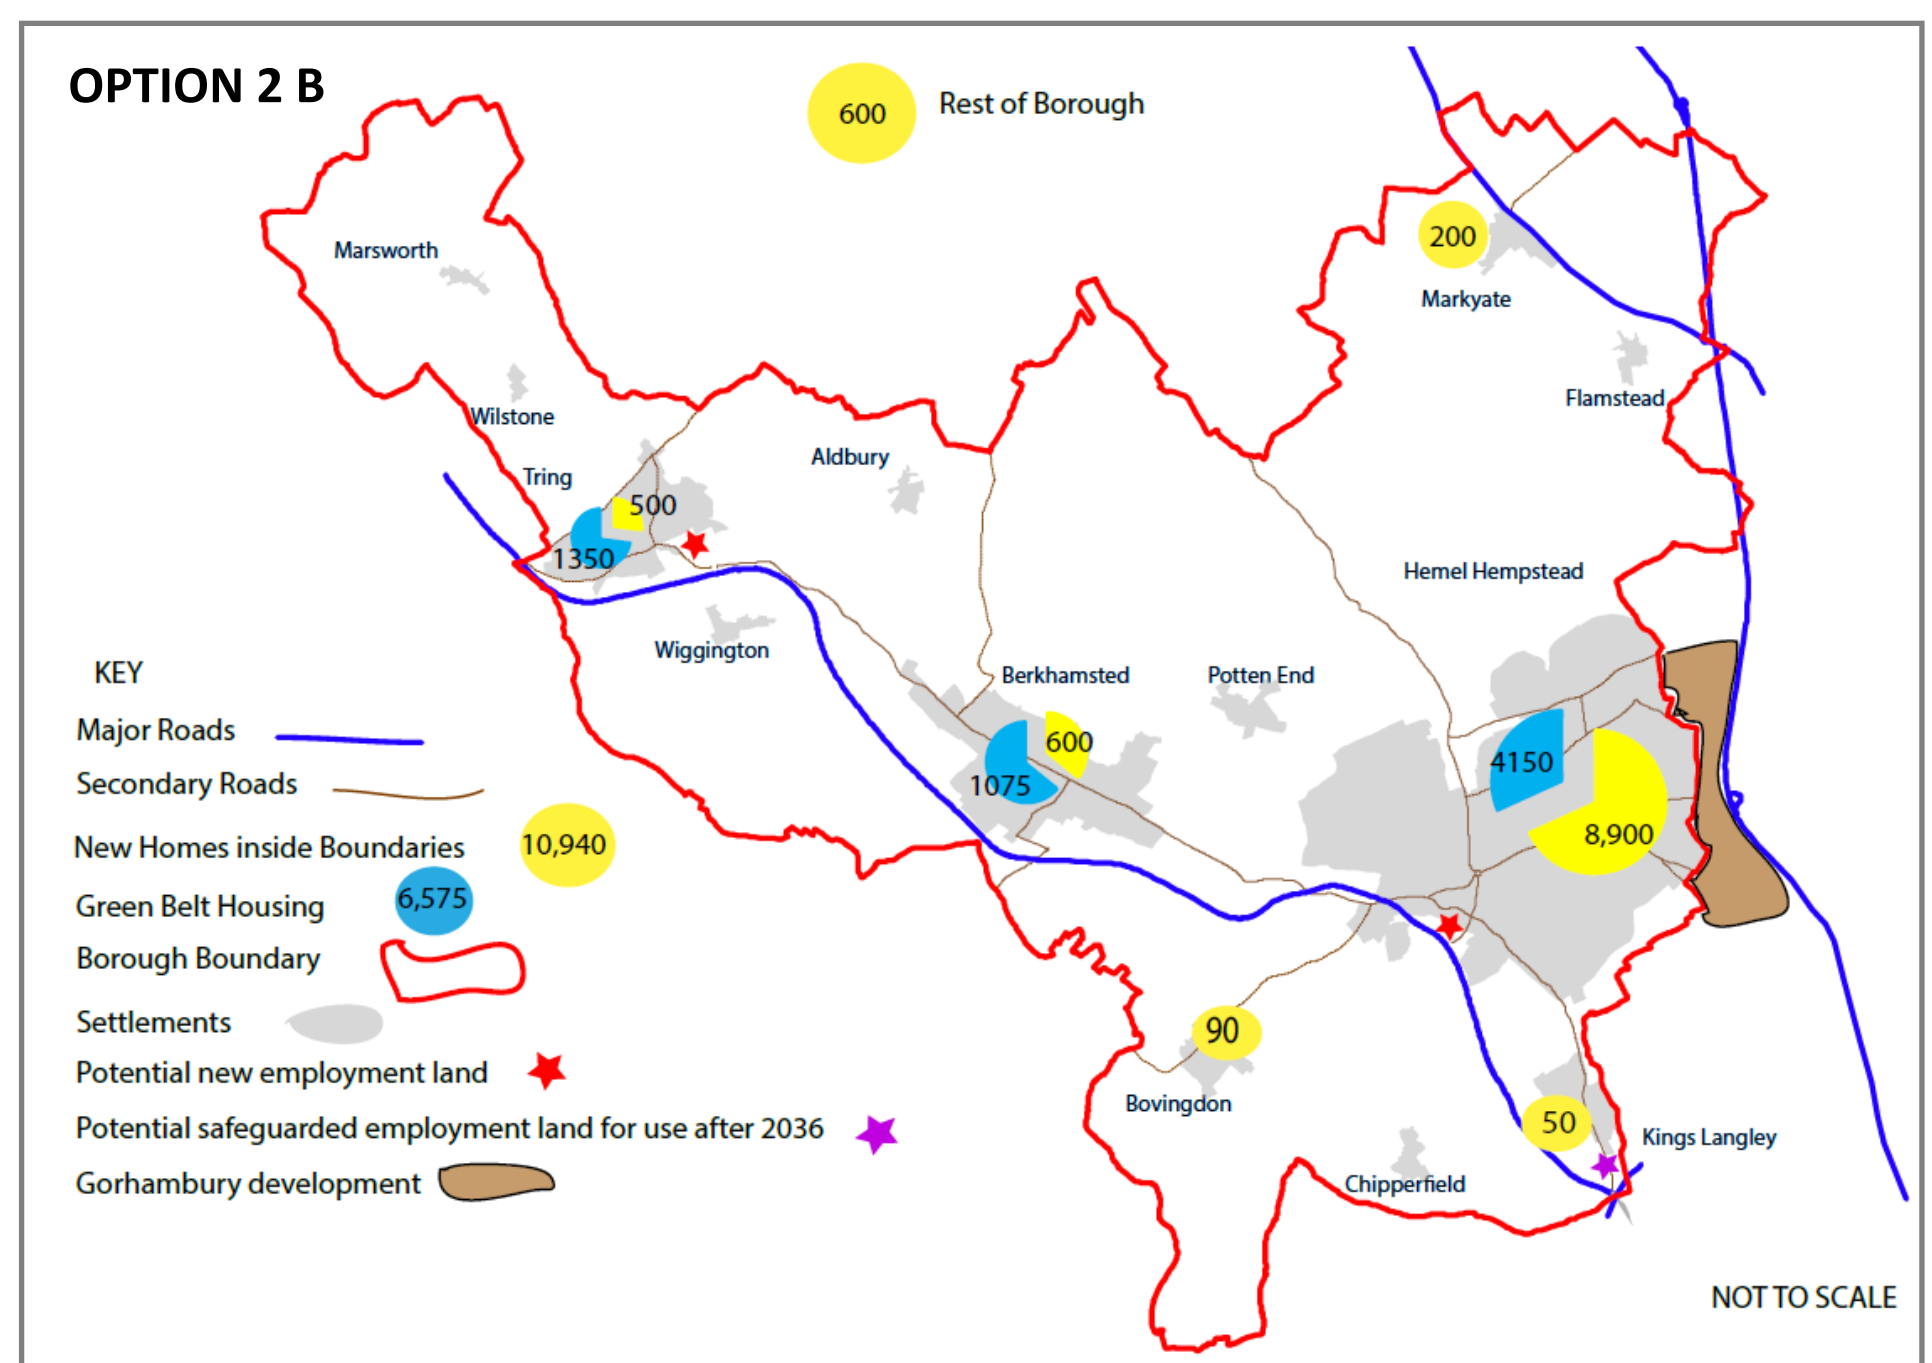 OPTION 2 B
600
Rest of Borough
Marsworth
200
Markyate
Wilstone
Flamstead
Tring
Aldbury
500
1350
Hemel Hempstead
Wiggington
Berkhamsted
Potten End
600
1075
4150
8,900
KEY
Major Roads
Secondary Roads
New Homes inside Boundaries
10,940
Green Belt Housing
6,575
Borough Boundary
Settlements
Potential new employment land
Potential safeguarded employment land for use after 2036
Gorhambury development
90
Bovingdon
50
Kings Langley
Chipperfield
NOT TO SCALE